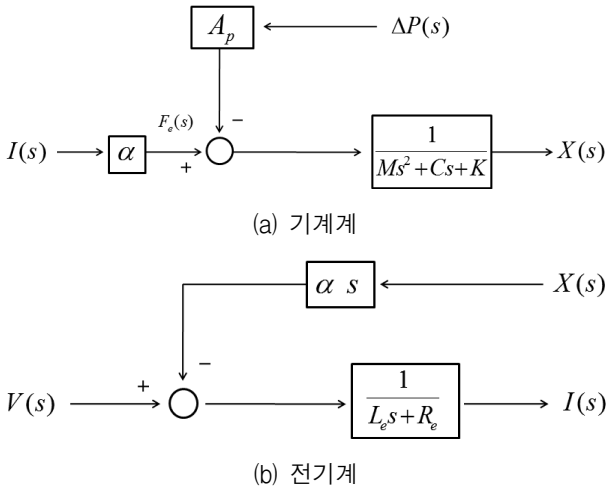 A_p
ΔP(s)
−
F_e(s)
I(s)
α
+
1
Ms²+Cs+K
X(s)
(a) 기계계
α s
X(s)
−
+
V(s)
1
L_e s+R_e
I(s)
(b) 전기계